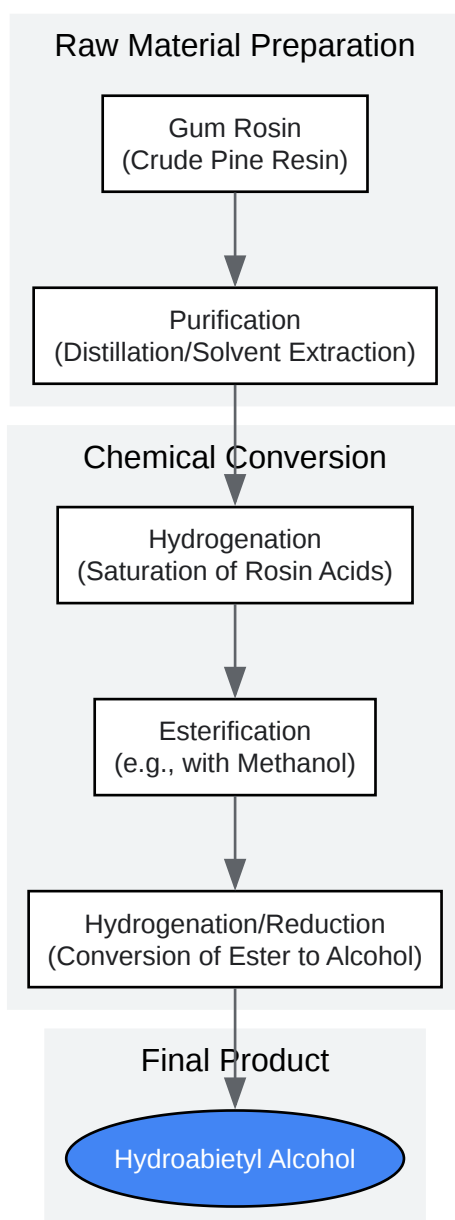 Raw Material Preparation
Gum Rosin
(Crude Pine Resin)
Purification
(Distillation/Solvent Extraction)
Chemical Conversion
Hydrogenation
(Saturation of Rosin Acids)
Esterification
(e.g., with Methanol)
Hydrogenation/Reduction
(Conversion of Ester to Alcohol)
Final Product
Hydroabietyl Alcohol